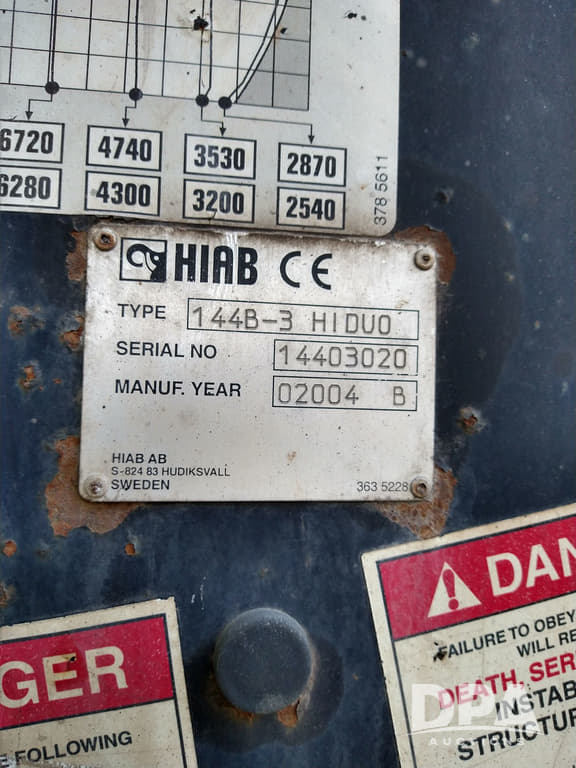 6720 4740 3530 2870
6280 4300 3200 2540
378 5611
HIAB CE
TYPE 144B-3 HIDUO
SERIAL NO 14403020
MANUF. YEAR 02004 B
HIAB AB
S-824 83 HUDIKSVALL
SWEDEN 363 5228
GER
FOLLOWING
DAN
FAILURE TO OBEY
WILL RE
DEATH, SER
INSTAB
STRUCTUR